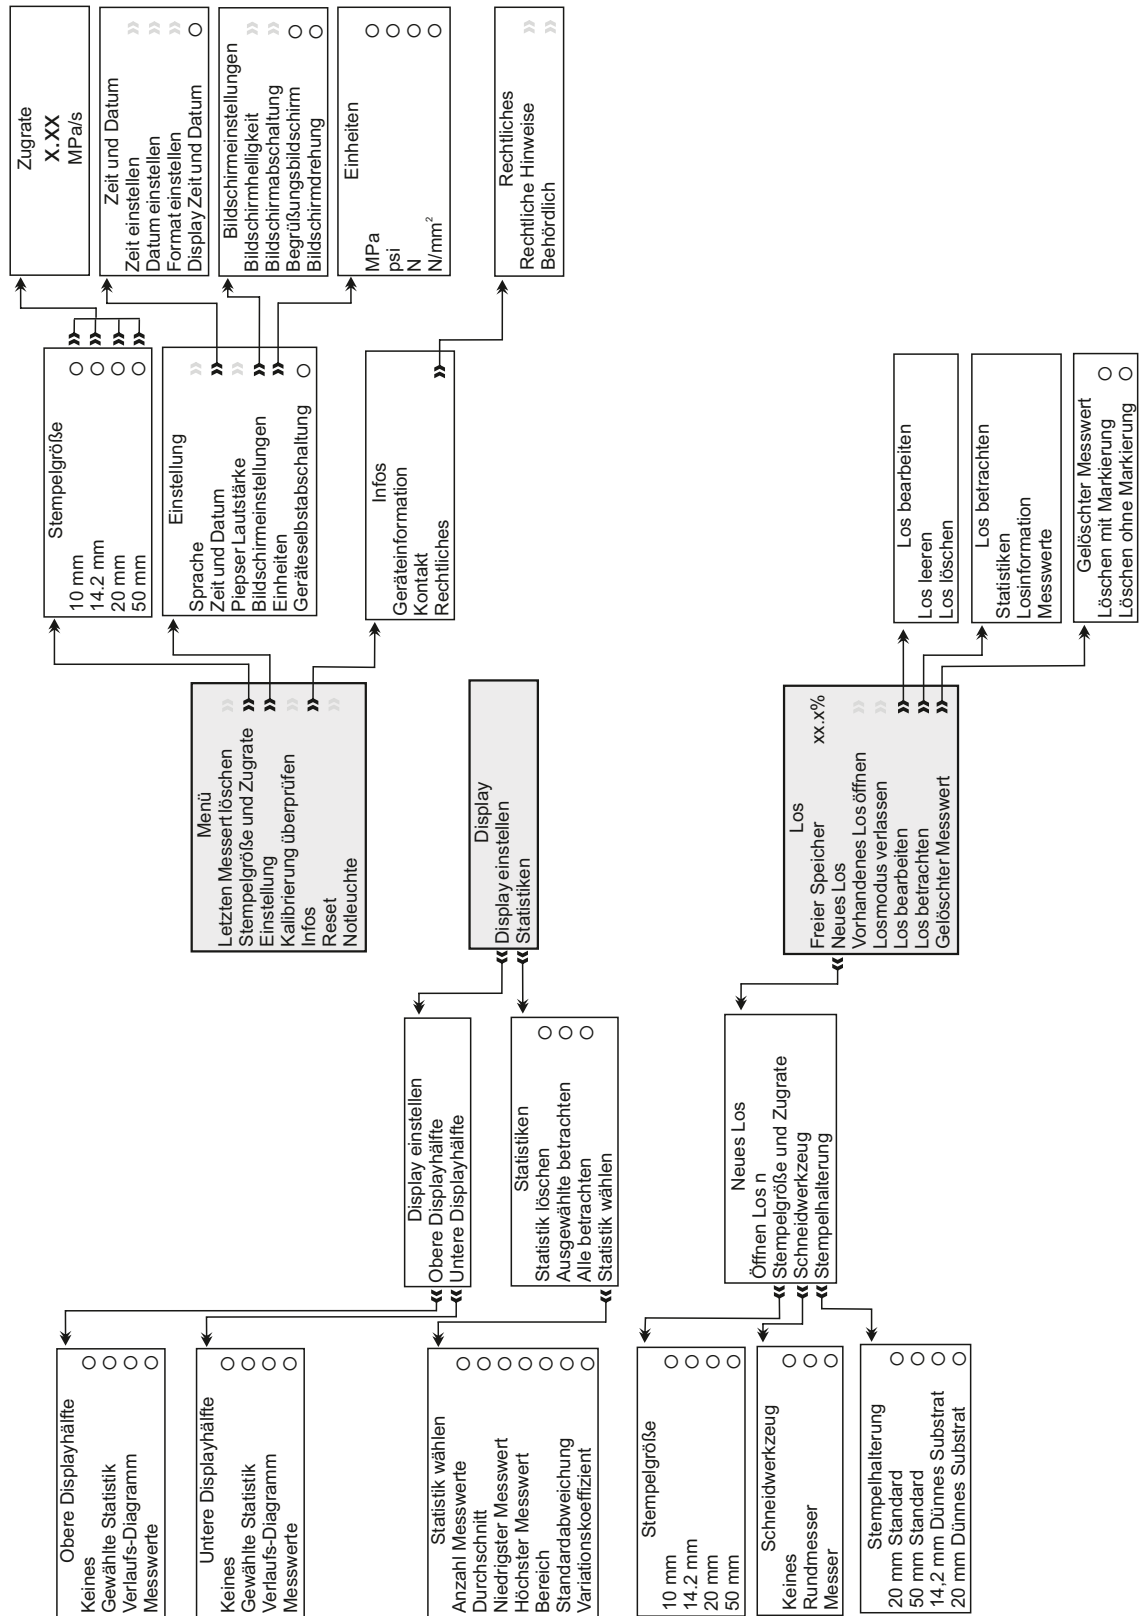 Zugrate
X.XX
MPa/s
Zeit und Datum
Zeit einstellen
Datum einstellen
Format einstellen
Display Zeit und Datum
Bildschirmeinstellungen
Bildschirmhelligkeit
Bildschirmabschaltung
Begrüßungsbildschirm
Bildschirmdrehung
Einheiten
MPa
psi
N
N/mm²
Rechtliches
Rechtliche Hinweise
Behördlich
Stempelgröße
10 mm
14.2 mm
20 mm
50 mm
Einstellung
Sprache
Zeit und Datum
Piepser Lautstärke
Bildschirmeinstellungen
Einheiten
Geräteselbstabschaltung
Infos
Geräteinformation
Kontakt
Rechtliches
Los bearbeiten
Los leeren
Los löschen
Los betrachten
Statistiken
Losinformation
Messwerte
Gelöschter Messwert
Löschen mit Markierung
Löschen ohne Markierung
Menü
Letzten Messert löschen
Stempelgröße und Zugrate
Einstellung
Kalibrierung überprüfen
Infos
Reset
Notleuchte
Display
Display einstellen
Statistiken
Los
Freier Speicher xx.x%
Neues Los
Vorhandenes Los öffnen
Losmodus verlassen
Los bearbeiten
Los betrachten
Gelöschter Messwert
Display einstellen
Obere Displayhälfte
Untere Displayhälfte
Statistiken
Statistik löschen
Ausgewählte betrachten
Alle betrachten
Statistik wählen
Neues Los
Öffnen Los n
Stempelgröße und Zugrate
Schneidwerkzeug
Stempelhalterung
Obere Displayhälfte
Keines
Gewählte Statistik
Verlaufs-Diagramm
Messwerte
Untere Displayhälfte
Keines
Gewählte Statistik
Verlaufs-Diagramm
Messwerte
Statistik wählen
Anzahl Messwerte
Durchschnitt
Niedrigster Messwert
Höchster Messwert
Bereich
Standardabweichung
Variationskoeffizient
Stempelgröße
10 mm
14.2 mm
20 mm
50 mm
Schneidwerkzeug
Keines
Rundmesser
Messer
Stempelhalterung
20 mm Standard
50 mm Standard
14,2 mm Dünnes Substrat
20 mm Dünnes Substrat